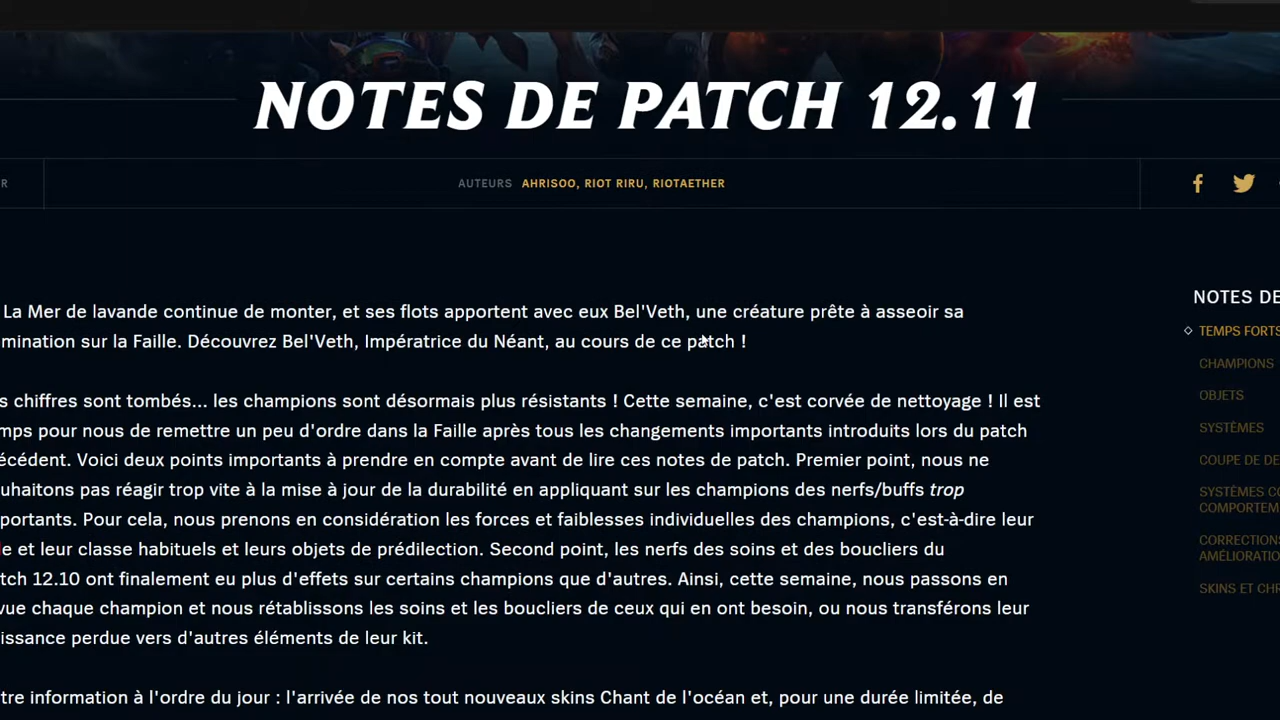 NOTES DE PATCH 12.11
R
AUTEURS AHRISOO, RIOT RIRU, RIOTAETHER
La Mer de lavande continue de monter, et ses flots apportent avec eux Bel'Veth, une créature prête à asseoir sa
mination sur la Faille. Découvrez Bel'Veth, Impératrice du Néant, au cours de ce patch !
s chiffres sont tombés... les champions sont désormais plus résistants ! Cette semaine, c'est corvée de nettoyage ! Il est
mps pour nous de remettre un peu d'ordre dans la Faille après tous les changements importants introduits lors du patch
écédent. Voici deux points importants à prendre en compte avant de lire ces notes de patch. Premier point, nous ne
uhaitons pas réagir trop vite à la mise à jour de la durabilité en appliquant sur les champions des nerfs/buffs trop
portants. Pour cela, nous prenons en considération les forces et faiblesses individuelles des champions, c'est-à-dire leur
le et leur classe habituels et leurs objets de prédilection. Second point, les nerfs des soins et des boucliers du
tch 12.10 ont finalement eu plus d'effets sur certains champions que d'autres. Ainsi, cette semaine, nous passons en
vue chaque champion et nous rétablissons les soins et les boucliers de ceux qui en ont besoin, ou nous transférons leur
issance perdue vers d'autres éléments de leur kit.
tre information à l'ordre du jour : l'arrivée de nos tout nouveaux skins Chant de l'océan et, pour une durée limitée, de
NOTES DE
TEMPS FORTS
CHAMPIONS
OBJETS
SYSTÈMES
COUPE DE DE
SYSTÈMES CO
COMPORTEM
CORRECTIONS
AMÉLIORATIO
SKINS ET CHR